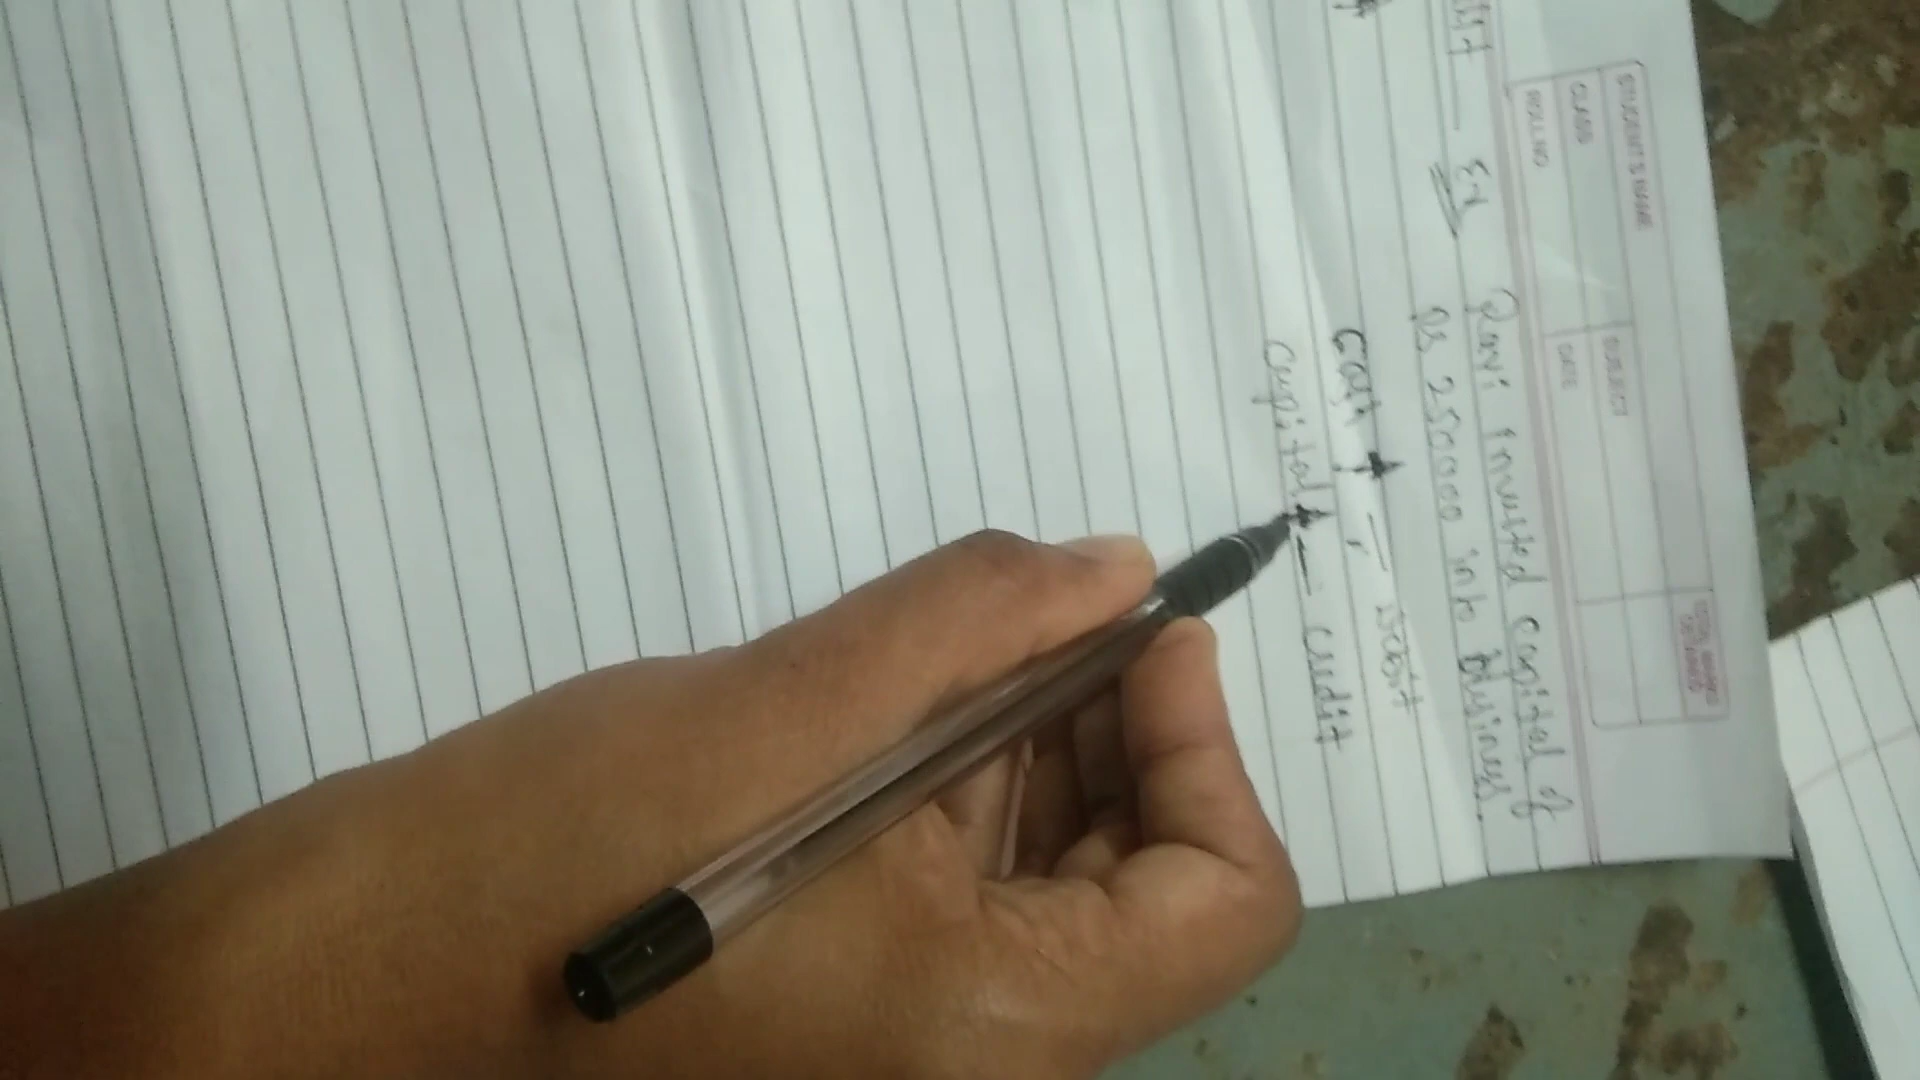 STUDENT'S NAME
CLASS
SUBJECT
ROLL NO
DATE
Ex Ravi invested capital of
Rs 250000 into business.
Cash ↑ — Debit
Capital ↑ — credit